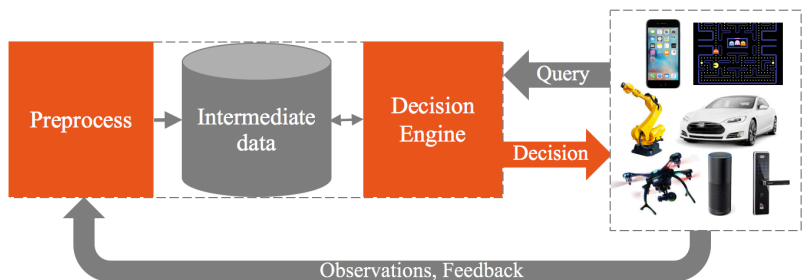 Preprocess
Intermediate
data
Decision
Engine
Query
Decision
Observations, Feedback